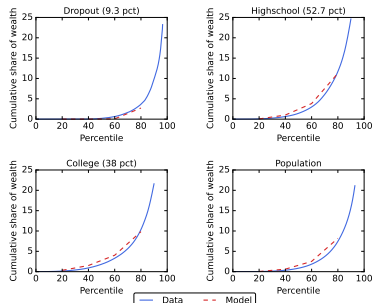 Dropout (9.3 pct)
Cumulative share of wealth
25
20
15
10
5
0
0 20 40 60 80 100
Percentile
Highschool (52.7 pct)
Cumulative share of wealth
25
20
15
10
5
0
0 20 40 60 80 100
Percentile
College (38 pct)
Cumulative share of wealth
25
20
15
10
5
0
0 20 40 60 80 100
Percentile
Population
Cumulative share of wealth
25
20
15
10
5
0
0 20 40 60 80 100
Percentile
Data Model